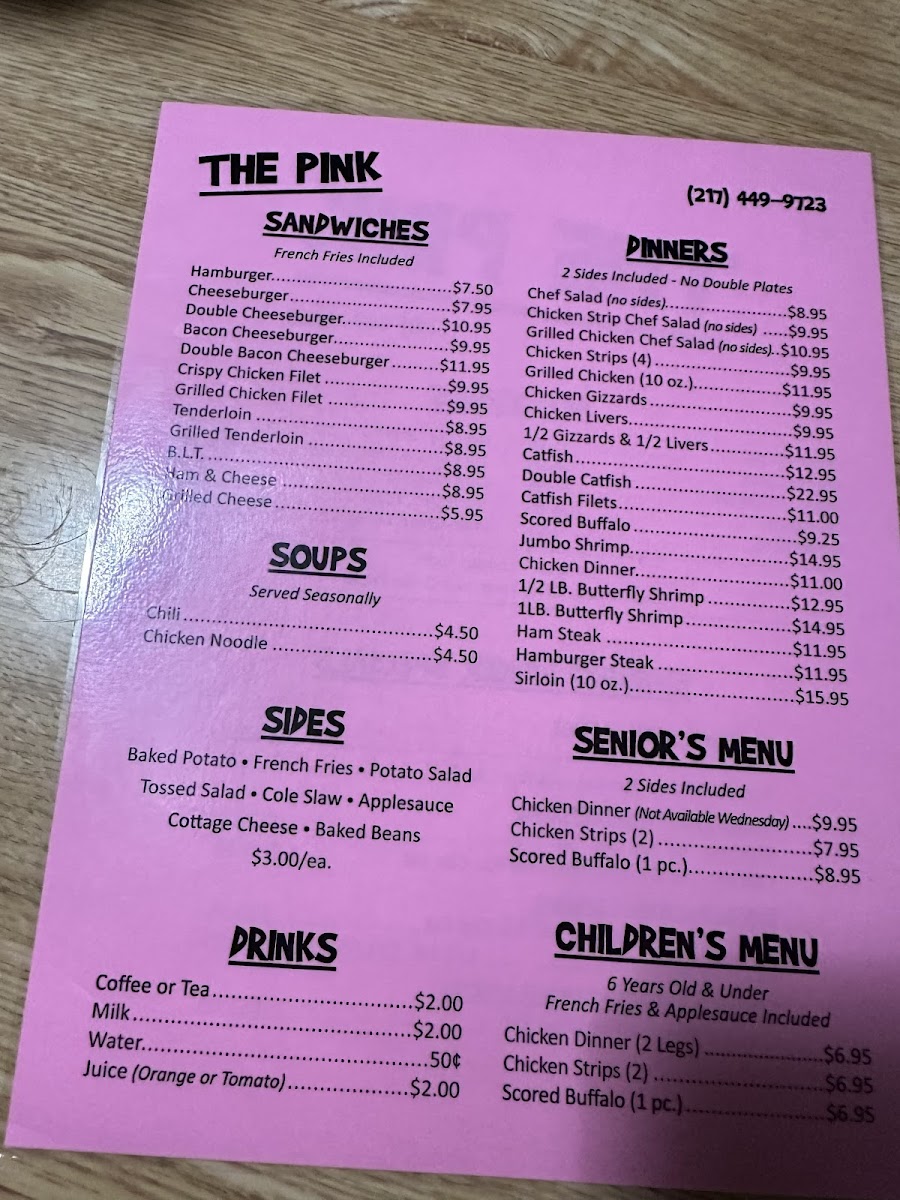 THE PINK
(217) 449-9723
SANDWICHES
French Fries Included
Hamburger....................................$7.50
Cheeseburger................................$7.95
Double Cheeseburger...................$10.95
Bacon Cheeseburger.......................$9.95
Double Bacon Cheeseburger .........$11.95
Crispy Chicken Filet .......................$9.95
Grilled Chicken Filet .......................$9.95
Tenderloin ....................................$8.95
Grilled Tenderloin ...........................$8.95
B.L.T. ............................................$8.95
Ham & Cheese ................................$8.95
Grilled Cheese ................................$5.95
SOUPS
Served Seasonally
Chili..............................................$4.50
Chicken Noodle .............................$4.50
SIDES
Baked Potato • French Fries • Potato Salad
Tossed Salad • Cole Slaw • Applesauce
Cottage Cheese • Baked Beans
$3.00/ea.
DRINKS
Coffee or Tea.................................$2.00
Milk..............................................$2.00
Water...............................................50¢
Juice (Orange or Tomato)....................$2.00
DINNERS
2 Sides Included - No Double Plates
Chef Salad (no sides).......................$8.95
Chicken Strip Chef Salad (no sides) .....$9.95
Grilled Chicken Chef Salad (no sides)..$10.95
Chicken Strips (4) ...........................$9.95
Grilled Chicken (10 oz.)..................$11.95
Chicken Gizzards ...........................$9.95
Chicken Livers................................$9.95
1/2 Gizzards & 1/2 Livers................$11.95
Catfish.........................................$12.95
Double Catfish ..............................$22.95
Catfish Filets................................$11.00
Scored Buffalo ...............................$9.25
Jumbo Shrimp...............................$14.95
Chicken Dinner..............................$11.00
1/2 LB. Butterfly Shrimp ................$12.95
1LB. Butterfly Shrimp ....................$14.95
Ham Steak ...................................$11.95
Hamburger Steak ..........................$11.95
Sirloin (10 oz.)..............................$15.95
SENIOR'S MENU
2 Sides Included
Chicken Dinner (Not Available Wednesday) ....$9.95
Chicken Strips (2) ...........................$7.95
Scored Buffalo (1 pc.)......................$8.95
CHILDREN'S MENU
6 Years Old & Under
French Fries & Applesauce Included
Chicken Dinner (2 Legs) ...................$6.95
Chicken Strips (2) ...........................$6.95
Scored Buffalo (1 pc.)......................$6.95